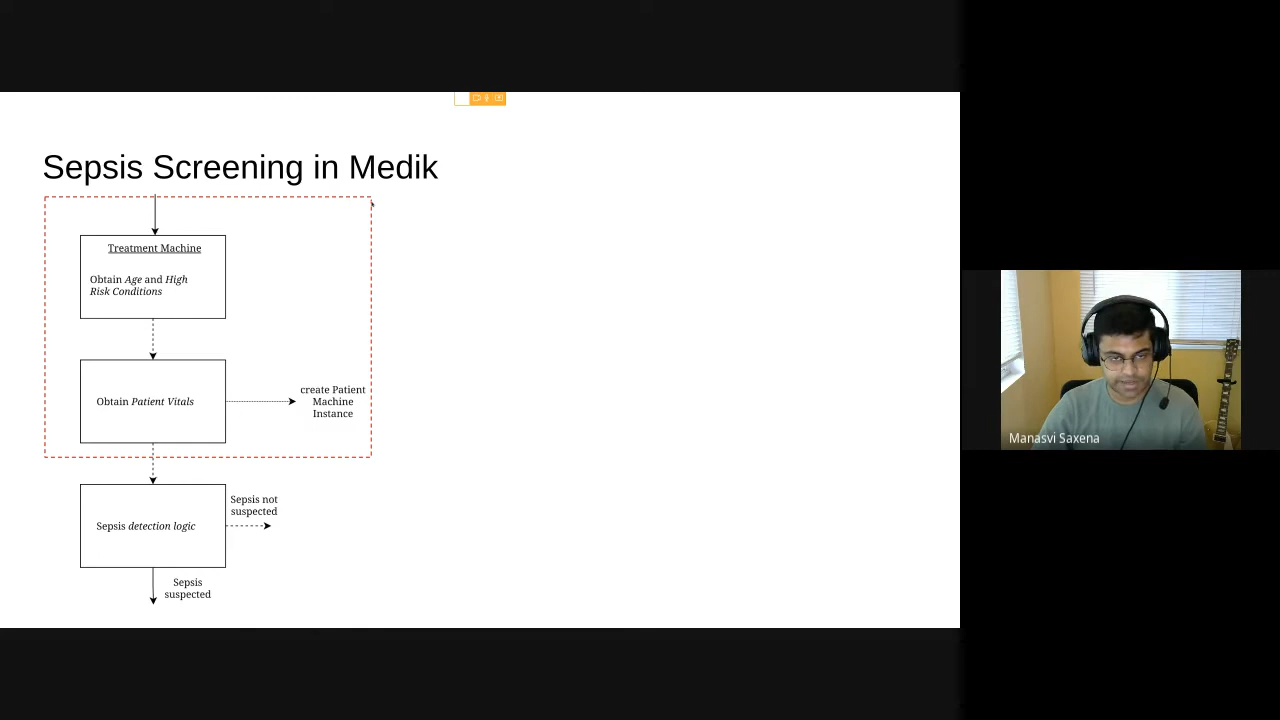 Sepsis Screening in Medik
Treatment Machine
Obtain Age and High
Risk Conditions
Obtain Patient Vitals
create Patient
Machine
Instance
Sepsis not
suspected
Sepsis detection logic
Sepsis
suspected
Manasvi Saxena